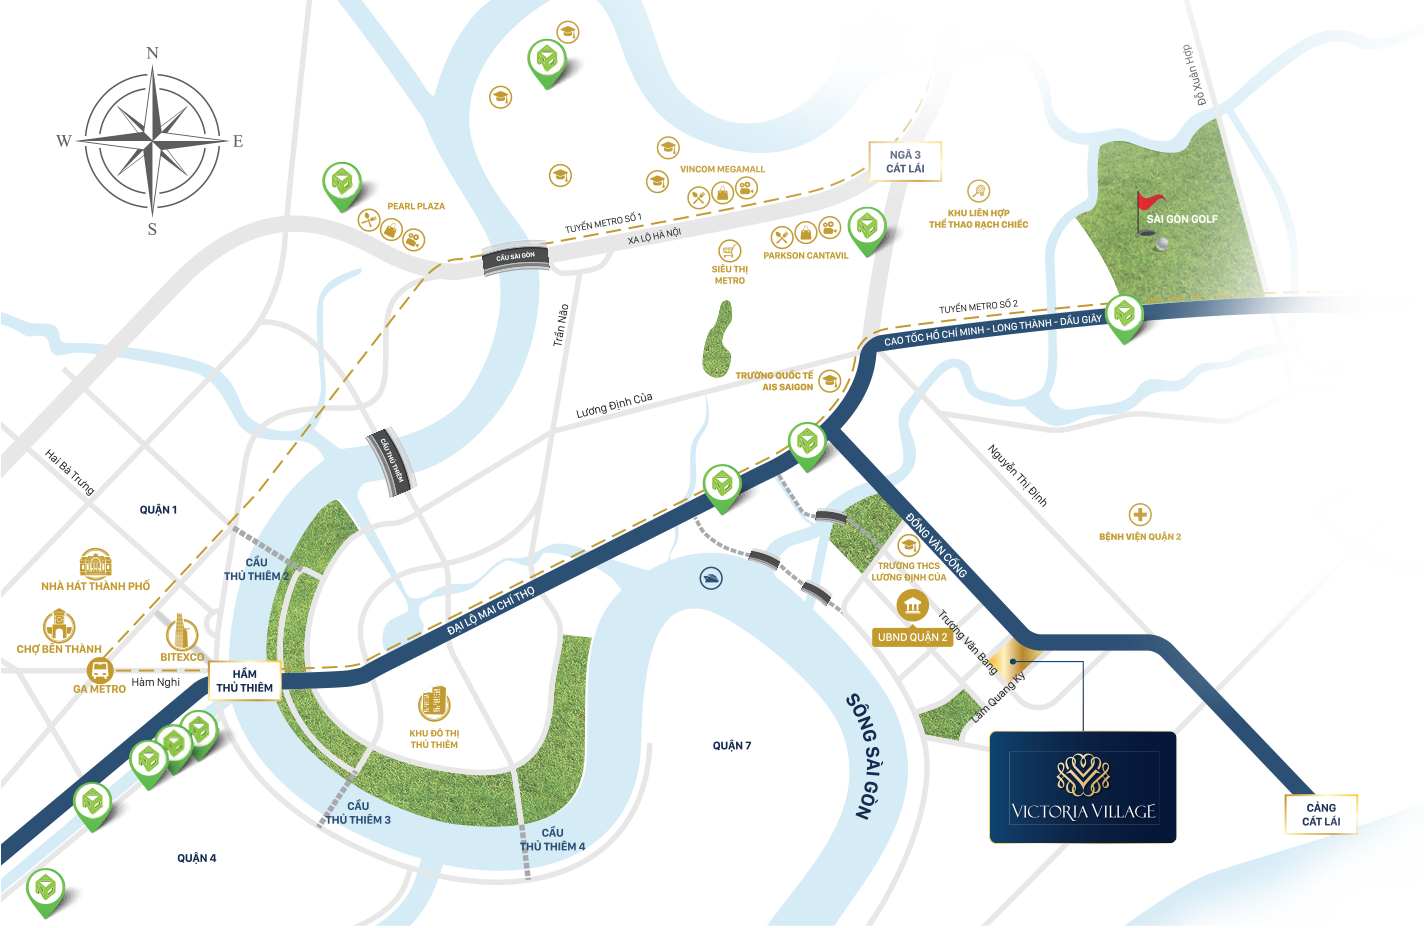 N
W
E
S
Đỗ Xuân Hợp
NGÃ 3
CÁT LÁI
VINCOM MEGAMALL
PEARL PLAZA
KHU LIÊN HỢP
THỂ THAO RẠCH CHIẾC
SÀI GÒN GOLF
TUYẾN METRO SỐ 1
XA LỘ HÀ NỘI
CẦU SÀI GÒN
PARKSON CANTAVIL
SIÊU THỊ
METRO
TUYẾN METRO SỐ 2
CAO TỐC HỒ CHÍ MINH - LONG THÀNH - DẦU GIÂY
Trần Não
TRƯỜNG QUỐC TẾ
AIS SAIGON
Lương Định Của
CẦU THỦ THIÊM
Hai Bà Trưng
Nguyễn Thị Định
QUẬN 1
BỆNH VIỆN QUẬN 2
ĐỒNG VĂN CỐNG
CẦU
THỦ THIÊM 2
TRƯỜNG THCS
LƯƠNG ĐỊNH CỦA
NHÀ HÁT THÀNH PHỐ
ĐẠI LỘ MAI CHÍ THỌ
UBND QUẬN 2
Trương Văn Bang
CHỢ BẾN THÀNH
BITEXCO
GA METRO
Hàm Nghi
HẦM
THỦ THIÊM
Lâm Quang Ky
KHU ĐÔ THỊ
THỦ THIÊM
SÔNG SÀI GÒN
QUẬN 7
VICTORIA VILLAGE
CẦU
THỦ THIÊM 3
CẢNG
CÁT LÁI
CẦU
THỦ THIÊM 4
QUẬN 4